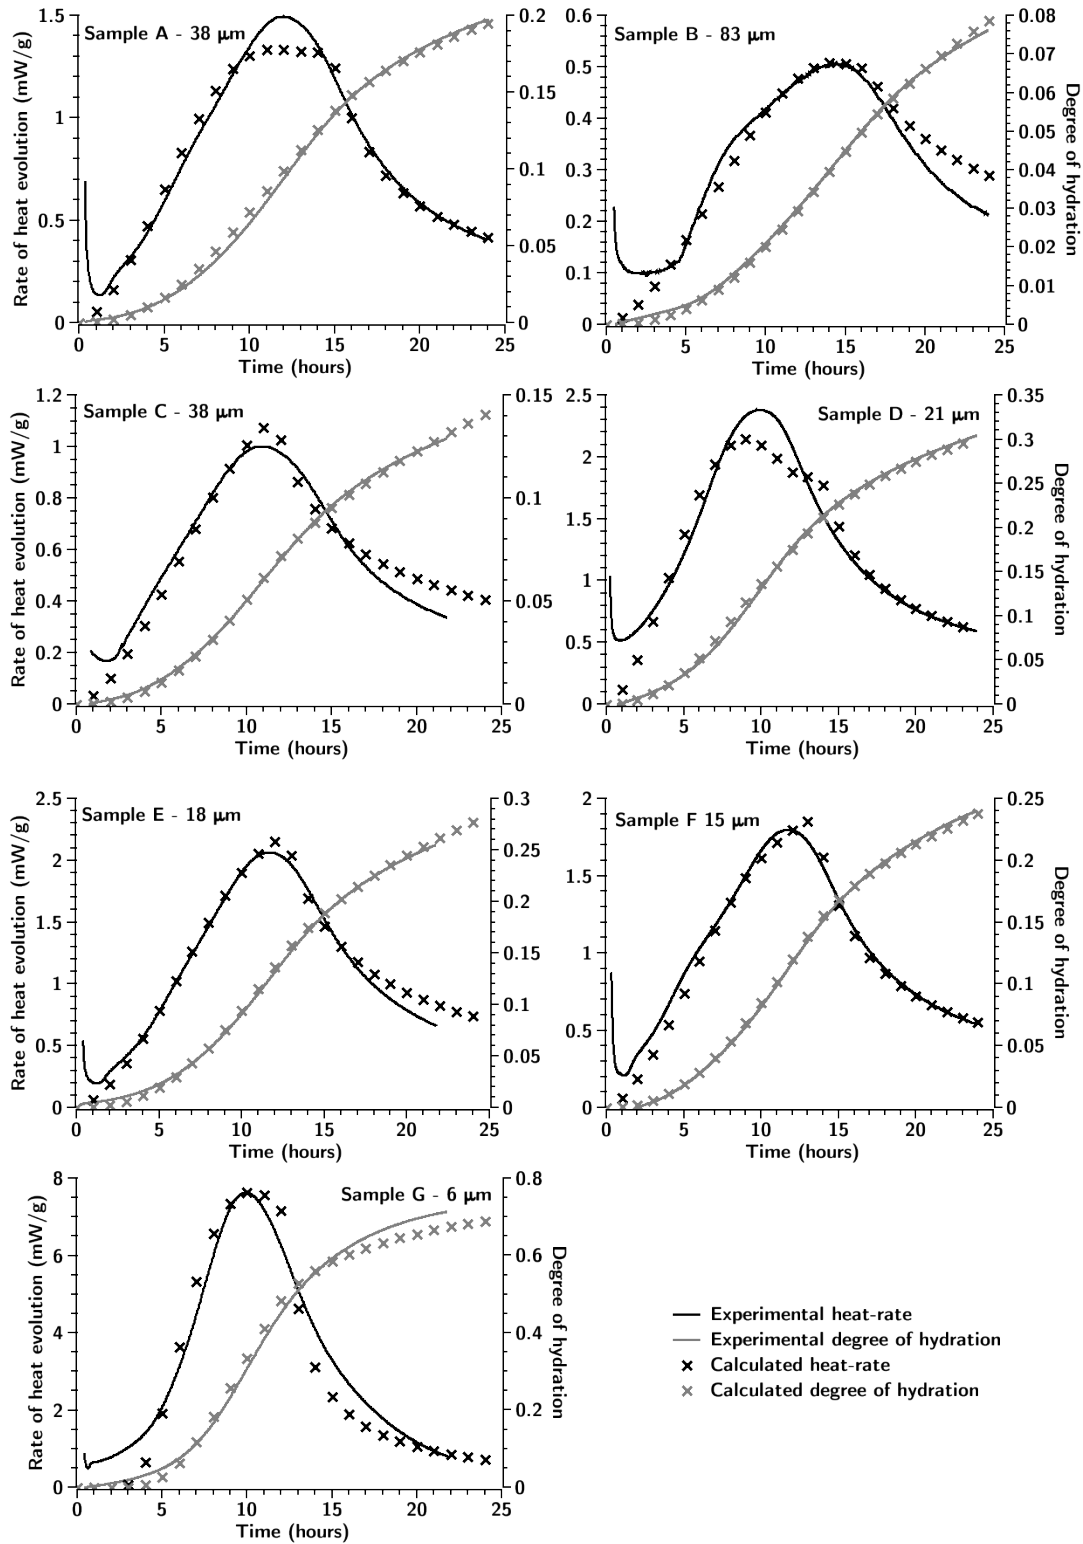 Sample A - 38 µm
Rate of heat evolution (mW/g)
1.5
1
0.5
0
0.2
0.15
0.1
0.05
0
0 5 10 15 20 25
Time (hours)
Sample B - 83 µm
0.6
0.5
0.4
0.3
0.2
0.1
0
0.08
0.07
0.06
0.05
0.04
0.03
0.02
0.01
0
Degree of hydration
0 5 10 15 20 25
Time (hours)
Sample C - 38 µm
Rate of heat evolution (mW/g)
1.2
1
0.8
0.6
0.4
0.2
0
0.15
0.1
0.05
0
0 5 10 15 20 25
Time (hours)
Sample D - 21 µm
2.5
2
1.5
1
0.5
0
0.35
0.3
0.25
0.2
0.15
0.1
0.05
0
Degree of hydration
0 5 10 15 20 25
Time (hours)
Sample E - 18 µm
Rate of heat evolution (mW/g)
2.5
2
1.5
1
0.5
0
0.3
0.25
0.2
0.15
0.1
0.05
0
0 5 10 15 20 25
Time (hours)
Sample F 15 µm
2
1.5
1
0.5
0
0.25
0.2
0.15
0.1
0.05
0
Degree of hydration
0 5 10 15 20 25
Time (hours)
Sample G - 6 µm
Rate of heat evolution (mW/g)
8
6
4
2
0
0.8
0.6
0.4
0.2
0
Degree of hydration
0 5 10 15 20 25
Time (hours)
Experimental heat-rate
Experimental degree of hydration
Calculated heat-rate
Calculated degree of hydration